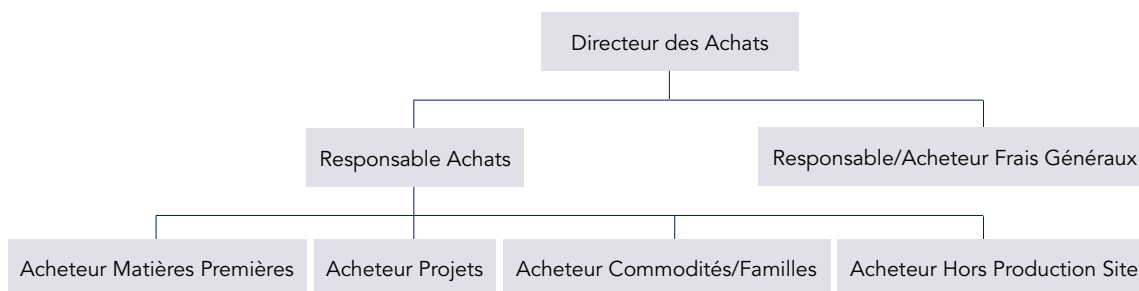 Directeur des Achats
Responsable Achats
Responsable/Acheteur Frais Généraux
Acheteur Matières Premières
Acheteur Projets
Acheteur Commodités/Familles
Acheteur Hors Production Site